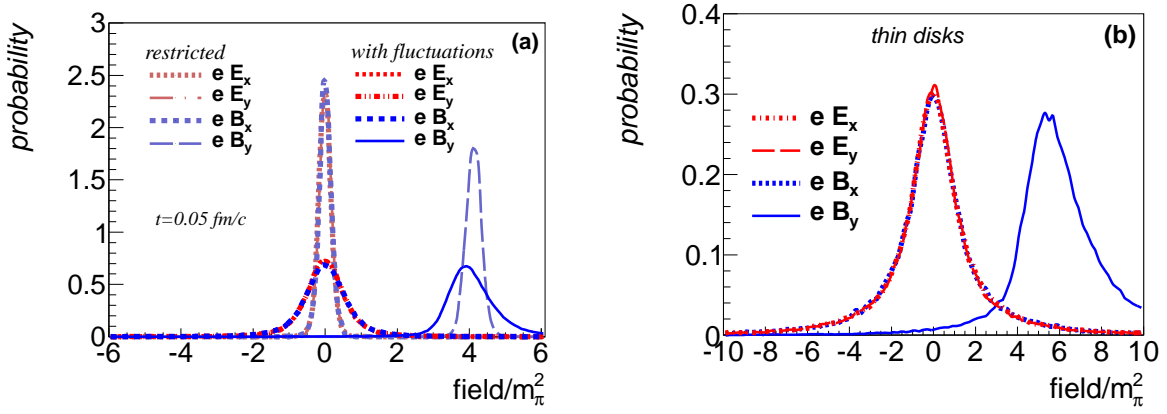 (a)
probability
restricted
e E_x
e E_y
e B_x
e B_y
with fluctuations
e E_x
e E_y
e B_x
e B_y
t=0.05 fm/c
3
2.5
2
1.5
1
0.5
0
-6 -4 -2 0 2 4 6
field/m_π^2
(b)
probability
thin disks
e E_x
e E_y
e B_x
e B_y
0.4
0.3
0.2
0.1
0
-10 -8 -6 -4 -2 0 2 4 6 8 10
field/m_π^2